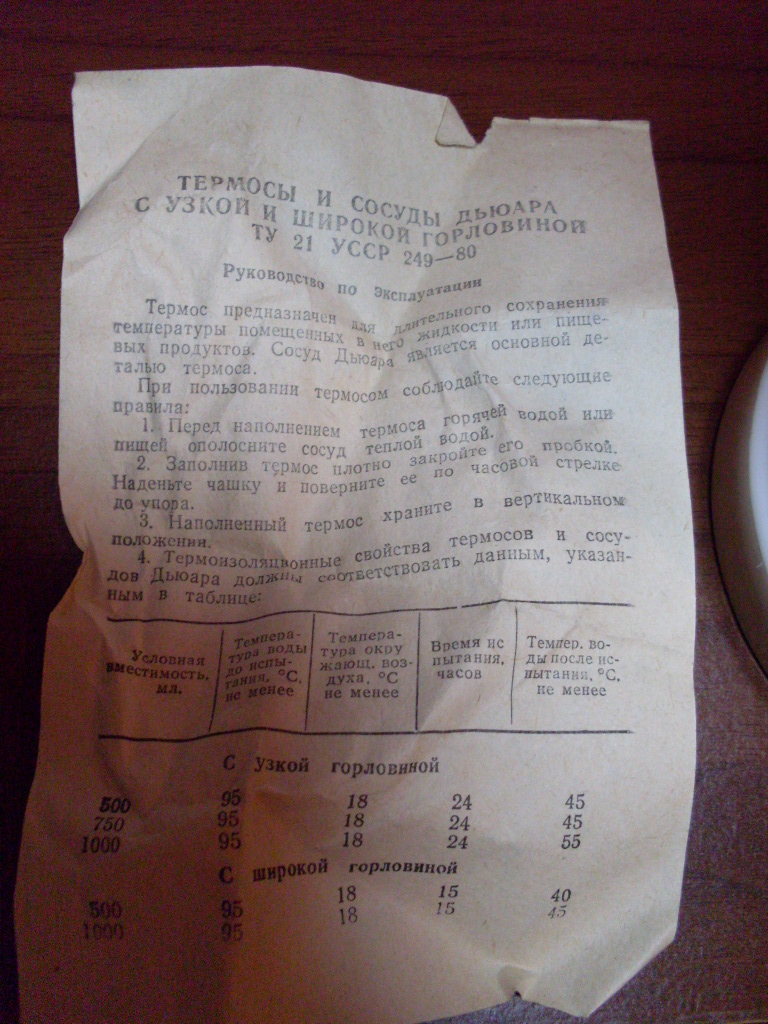 ТЕРМОСЫ И СОСУДЫ ДЬЮАРА
С УЗКОЙ И ШИРОКОЙ ГОРЛОВИНОЙ
ТУ 21 УССР 249—80
Руководство по эксплуатации
Термос предназначен для длительного сохранения
температуры помещенных в него жидкости или пище-
вых продуктов. Сосуд Дьюара является основной де-
талью термоса.
При пользовании термосом соблюдайте следующие
правила:
1. Перед наполнением термоса горячей водой или
пищей ополосните сосуд теплой водой.
2. Заполнив термос плотно закройте его пробкой.
Наденьте чашку и поверните ее по часовой стрелке
до упора.
3. Наполненный термос храните в вертикальном
положении.
4. Термоизоляционные свойства термосов и сосу-
дов Дьюара должны соответствовать данным, указан-
ным в таблице:
Условная вместимость, мл. Темпера-тура воды до испы-тания, °С, не менее Темпера-тура окру жающ. воз-духа, °С не менее Время ис пытания, часов Темпер. во-ды после ис-пытания, °С, не менее
С узкой горловиной
500 95 18 24 45
750 95 18 24 45
1000 95 18 24 55
С широкой горловиной
500 95 18 15 40
1000 95 18 15 45